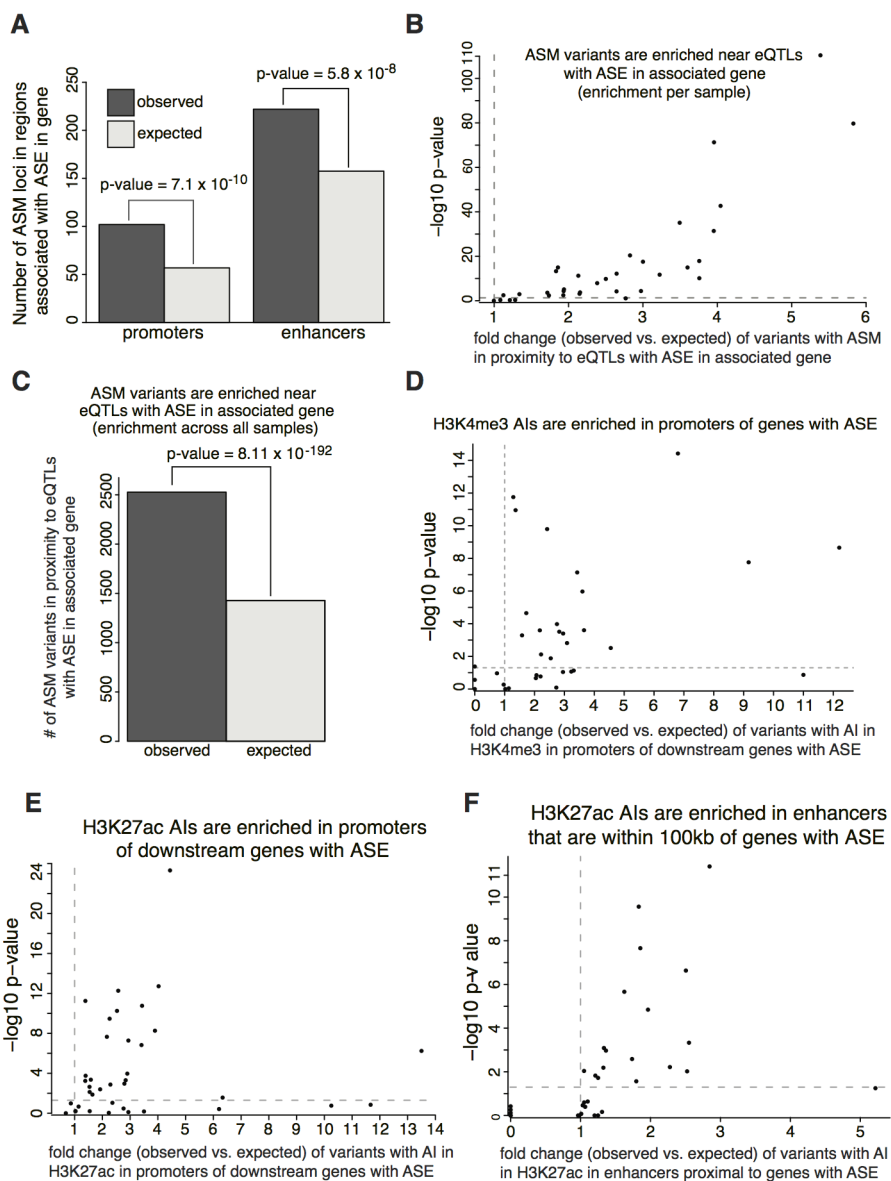 A
Number of ASM loci in regions
associated with ASE in gene
0
50
100
150
200
250
observed
expected
p-value = 7.1 x 10-10
p-value = 5.8 x 10-8
promoters
enhancers
B
ASM variants are enriched near eQTLs
with ASE in associated gene
(enrichment per sample)
−log10 p−value
0
20
40
60
80
100
110
1
2
3
4
5
6
fold change (observed vs. expected) of variants with ASM
in proximity to eQTLs with ASE in associated gene
C
ASM variants are enriched near
eQTLs with ASE in associated gene
(enrichment across all samples)
p-value = 8.11 x 10-192
# of ASM variants in proximity to eQTLs
with ASE in associated gene
0
500
1000
1500
2000
2500
observed
expected
D
H3K4me3 AIs are enriched in promoters of genes with ASE
−log10 p−value
0
2
4
6
8
10
12
14
0 1 2 3 4 5 6 7 8 9 10 11 12
fold change (observed vs. expected) of variants with AI in
H3K4me3 in promoters of downstream genes with ASE
E
H3K27ac AIs are enriched in promoters
of downstream genes with ASE
−log10 p−value
0
4
8
12
16
20
24
1 2 3 4 5 6 7 8 9 10 11 12 13 14
fold change (observed vs. expected) of variants with AI in
H3K27ac in promoters of downstream genes with ASE
F
H3K27ac AIs are enriched in enhancers
that are within 100kb of genes with ASE
−log10 p−v alue
0
2
4
6
8
10
11
0 1 2 3 4 5
fold change (observed vs. expected) of variants with AI
in H3K27ac in enhancers proximal to genes with ASE